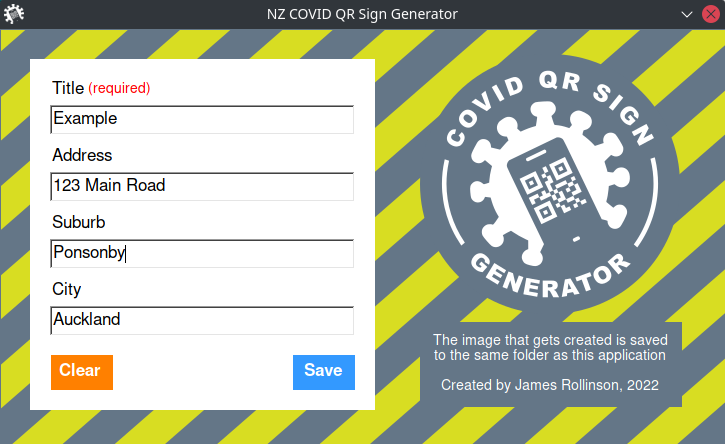 NZ COVID QR Sign Generator
Title (required)
Example
Address
123 Main Road
Suburb
Ponsonby
City
Auckland
Clear
Save
COVID QR SIGN
GENERATOR
The image that gets created is saved
to the same folder as this application
Created by James Rollinson, 2022